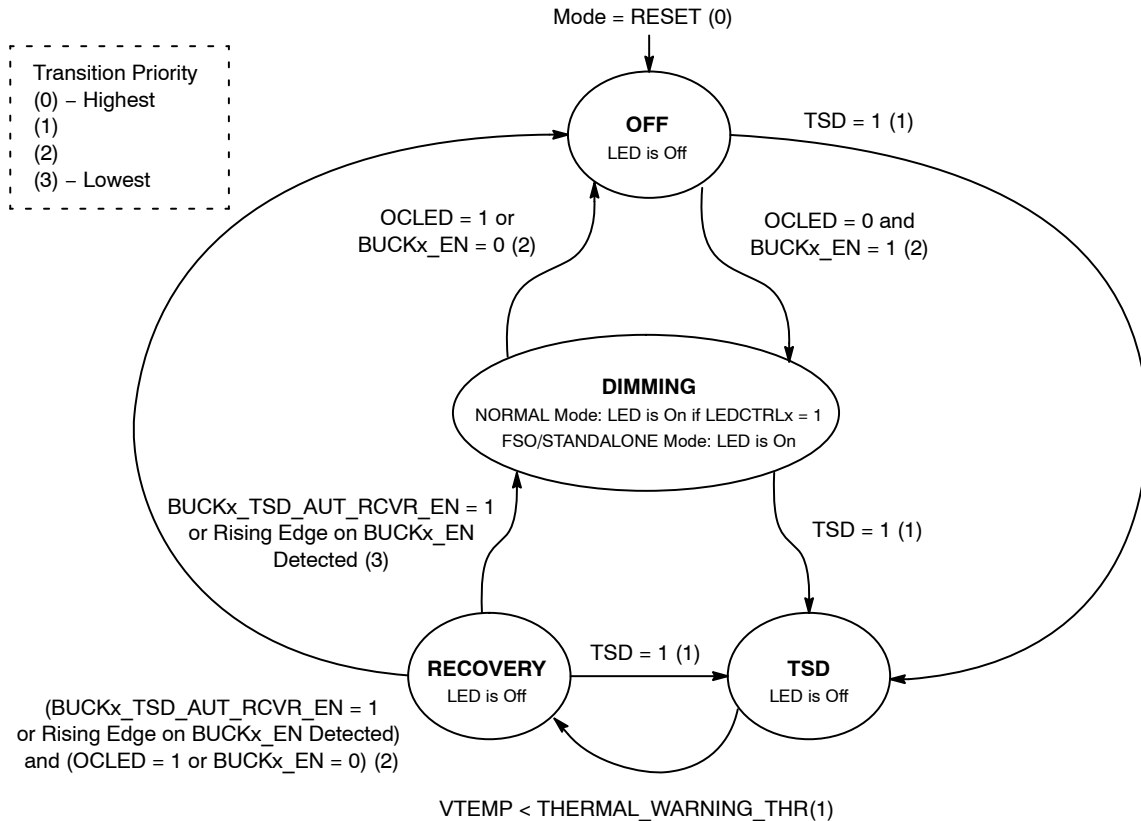 Mode = RESET (0)
Transition Priority
(0) – Highest
(1)
(2)
(3) – Lowest
OFF
LED is Off
TSD = 1 (1)
OCLED = 1 or
BUCKx_EN = 0 (2)
OCLED = 0 and
BUCKx_EN = 1 (2)
DIMMING
NORMAL Mode: LED is On if LEDCTRLx = 1
FSO/STANDALONE Mode: LED is On
BUCKx_TSD_AUT_RCVR_EN = 1
or Rising Edge on BUCKx_EN
Detected (3)
TSD = 1 (1)
RECOVERY
LED is Off
TSD = 1 (1)
TSD
LED is Off
(BUCKx_TSD_AUT_RCVR_EN = 1
or Rising Edge on BUCKx_EN Detected)
and (OCLED = 1 or BUCKx_EN = 0) (2)
VTEMP < THERMAL_WARNING_THR(1)